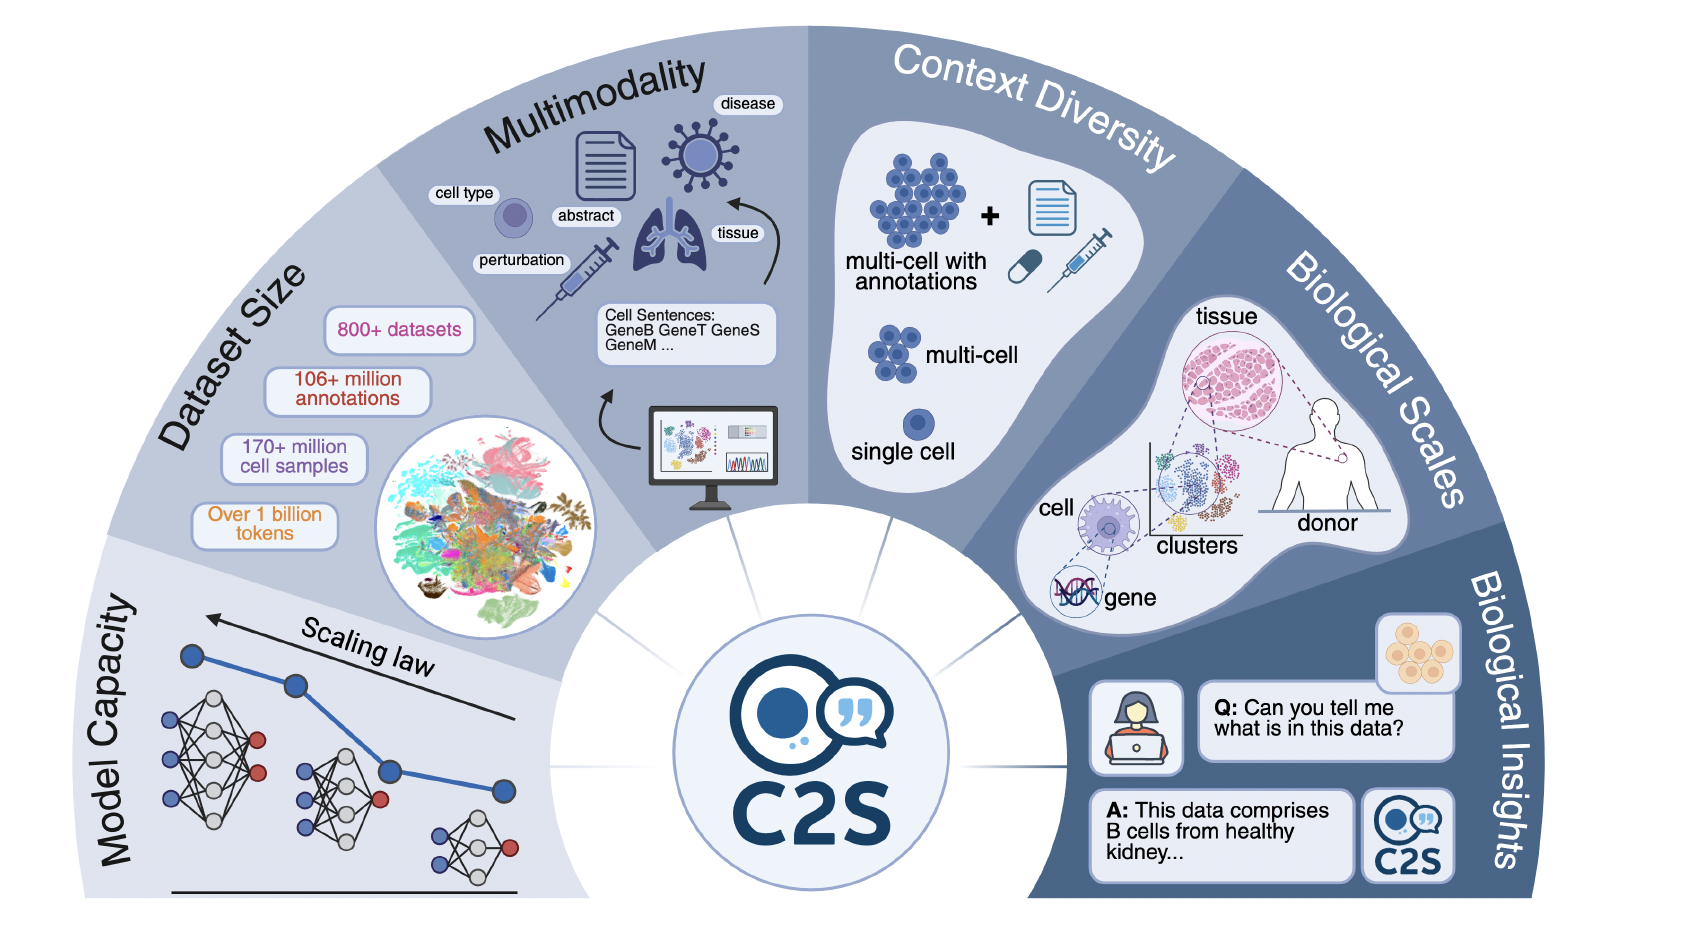 Model Capacity
Scaling law
Dataset Size
800+ datasets
106+ million
annotations
170+ million
cell samples
Over 1 billion
tokens
Multimodality
disease
cell type
abstract
tissue
perturbation
Cell Sentences:
GeneB GeneT GeneS
GeneM ...
Context Diversity
+
multi-cell with
annotations
multi-cell
single cell
Biological Scales
tissue
donor
cell
clusters
gene
Biological Insights
Q: Can you tell me
what is in this data?
A: This data comprises
B cells from healthy
kidney...
C2S
C2S